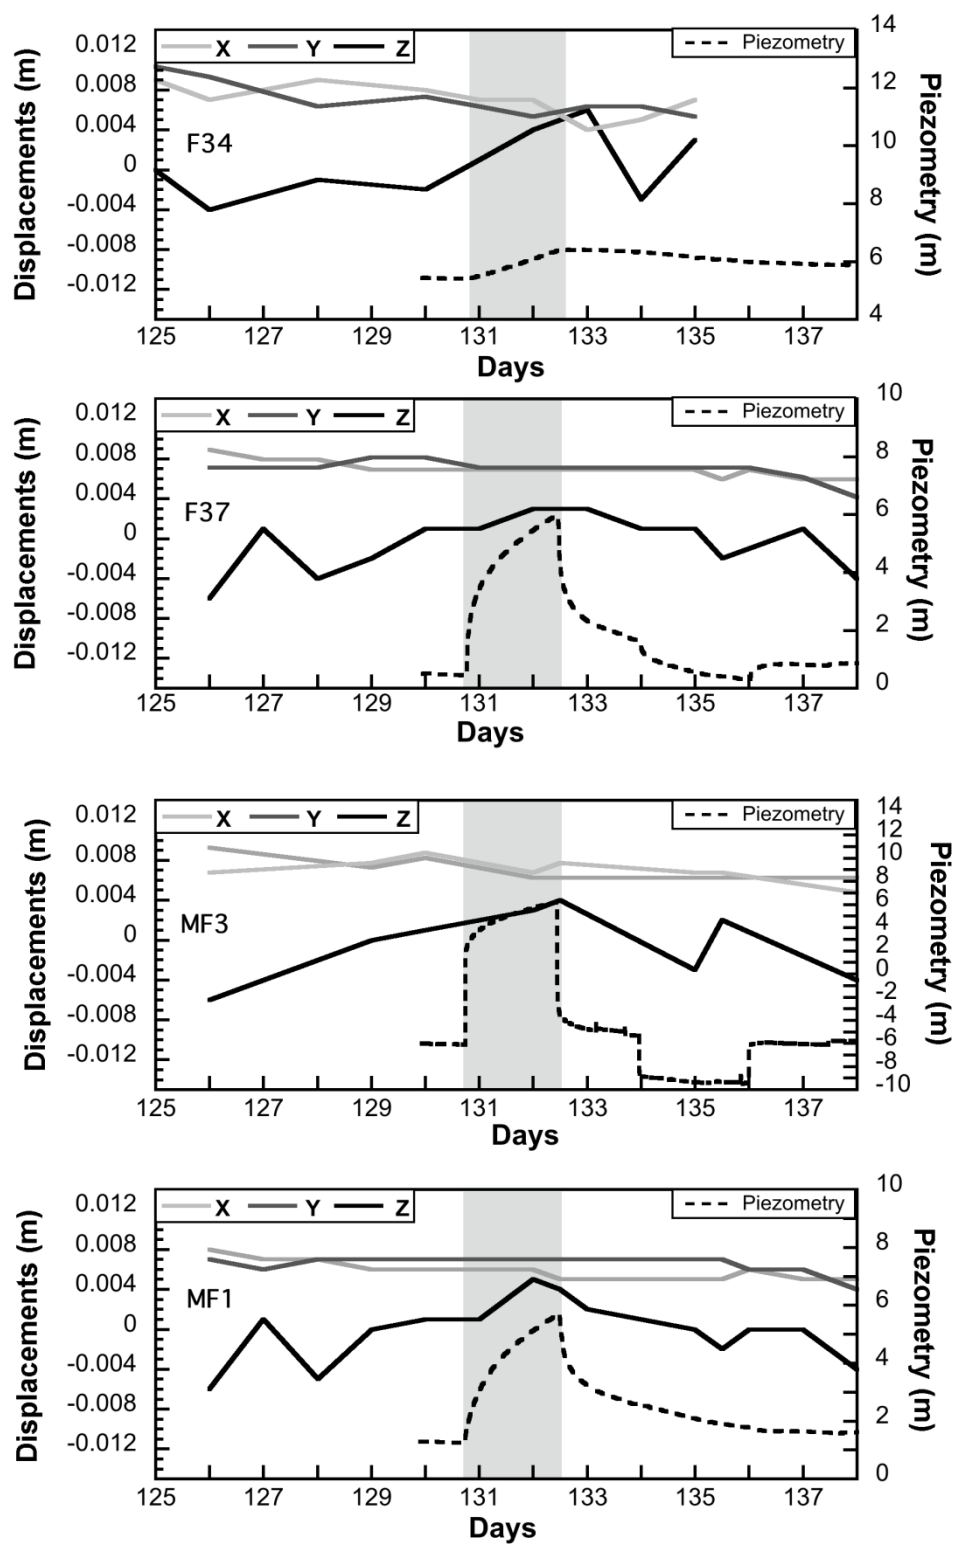 0.012
0.008
0.004
0
-0.004
-0.008
-0.012
Displacements (m)
X Y Z
Piezometry
F34
14
12
10
8
6
4
Piezometry (m)
125 127 129 131 133 135 137
Days
0.012
0.008
0.004
0
-0.004
-0.008
-0.012
Displacements (m)
X Y Z
Piezometry
F37
10
8
6
4
2
0
Piezometry (m)
125 127 129 131 133 135 137
Days
0.012
0.008
0.004
0
-0.004
-0.008
-0.012
Displacements (m)
X Y Z
Piezometry
MF3
14
12
10
8
6
4
2
0
-2
-4
-6
-8
-10
Piezometry (m)
125 127 129 131 133 135 137
Days
0.012
0.008
0.004
0
-0.004
-0.008
-0.012
Displacements (m)
X Y Z
Piezometry
MF1
10
8
6
4
2
0
Piezometry (m)
125 127 129 131 133 135 137
Days